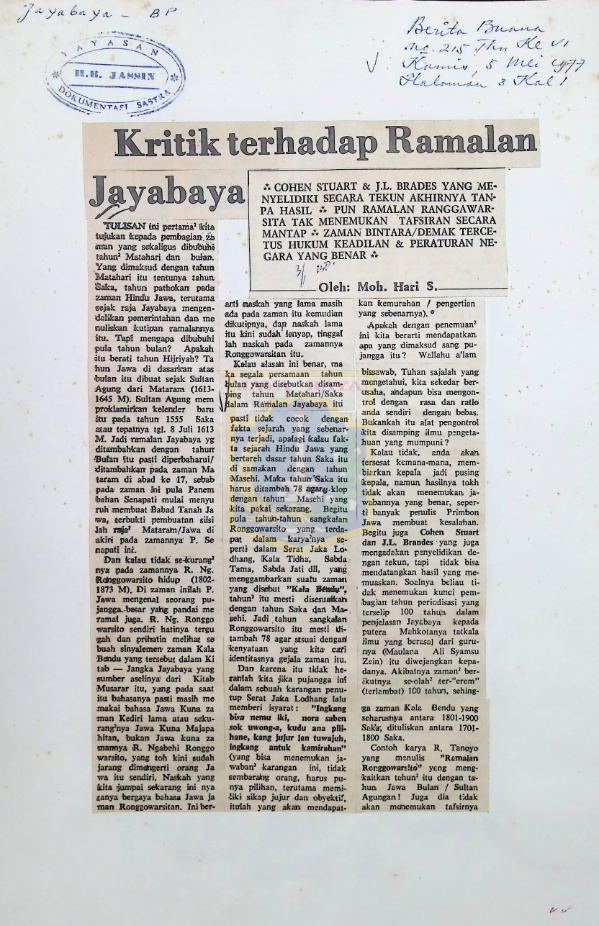 Jayabaya - BP
Berita Buana
no. 215 Thn Ke VI
Kamis, 5 Mei 1977
Halaman 3 Kol 1
YAYASAN
H.B. JASSIN
DOKUMENTASI SASTRA
Kritik terhadap Ramalan
Jayabaya
COHEN STUART & J.L. BRADES YANG ME-
NYELIDIKI SECARA TEKUN AKHIRNYA TAN-
PA HASIL PUN RAMALAN RANGGAWAR-
SITA TAK MENEMUKAN TAFSIRAN SECARA
MANTAP ZAMAN BINTARA/DEMAK TERCE-
TUS HUKUM KEADILAN & PERATURAN NE-
GARA YANG BENAR
Oleh: Moh. Hari S.
TULISAN ini pertama² kita
tujukan kepada pembagian za
man yang sekaligus dibubuhi
tahun² Matahari dan bulan.
Yang dimaksud dengan tahun
Matahari itu tentunya tahun
Saka, tahun pathokan pada
zaman Hindu Jawa, terutama
sejak raja Jayabaya mengen-
dalikan pemerintahan dan me
nuliskan kutipan ramalannya
itu. Tapi mengapa dibubuhi
pula tahun bulan? Apakah
itu berati tahun Hijriyah? Ta
hun Jawa di dasarkan atas
bulan itu dibuat sejak Sultan
Agung dari Mataram (1613-
1645 M). Sultan Agung mem
proklamirkan kelender baru
itu pada tahun 1555 Saka
atau tepatnya tgl. 8 Juli 1613
M. Jadi ramalan Jayabaya yg
ditambahkan dengan tahun
Bulan itu pasti diperbaharui/
ditambahkan pada zaman Ma
taram di abad ke 17, sebab
pada zaman ini pula Panem
bahan Senapati mulai menyu
ruh membuat Babad Tanah Ja
wa, terbukti pembuatan silsi
lah raja² Mataram/Jawa di
akiri pada zamannya P. Se
napati ini.
Dan kalau tidak se-kurang²
nya pada zamannya R. Ng.
Ronggowarsito hidup (1802-
1873 M). Di zaman inilah P.
Jawa mengenal seorang pu-
jangga besar yang pandai me
ramal juga. R. Ng. Ronggo
warsito sendiri hatinya tergu
gah dan prihatin melihat se
buah sinyalemen zaman Kala
Bendu yang tersebut dalam Ki
tab — Jangka Jayabaya yang
sumber aselinya dari Kitab
Musarar itu, yang pada saat
itu bahasanya pasti masih me
makai bahasa Jawa Kuna za
man Kediri lama atau seku-
rang²nya Jawa Kuna Majapa
hitan, bukan Jawa kuna za
mannya R. Ngabehi Ronggo
warsito, yang toh kini sudah
jarang dimengerti orang Ja
wa itu sendiri, Naskah yang
kita jumpai sekarang ini nya
ganya bergaya bahasa Jawa ja
man Ronggowarsitan. Ini ber-
arti naskah yang lama masih
ada pada zaman itu kemudian
dikutipnya, dan naskah lama
itu kini sudah lenyap, tinggal
lah naskah pada zamannya
Ronggowarsitan itu.
Kalau alasan ini benar, ma
ka segala persamaan tahun
bulan yang disebutkan disam-
ping tahun Matahari/Saka
dalam Ramalan Jayabaya itu
pasti tidak cocok dengan
fakta sejarah yang sebenar-
nya terjadi, apalagi kalau fak-
ta sejarah Hindu Jawa yang
bertareh dasar tahun Saka itu
di samakan dengan tahun
Masehi. Maka tahun² Saka itu
harus ditambah 78 agar klop
dengan tahun Masehi yang
kita pakai sekarang. Begitu
pula tahun-tahun sangkalan
Ronggowarsito yang terda-
pat dalam karya²nya se-
perti dalam Serat Jaka Lo-
dhang, Kala Tidha, Sabda
Tama, Sabda Jati dll, yang
menggambarkan suatu zaman
yang disebut "Kala Bendu",
tahun² itu mesti disesuaikan
dengan tahun Saka dan Ma-
sehi. Jadi tahun sangkalan
Ronggowarsito itu mesti di-
tambah 78 agar sesuai dengan
kenyataan yang kita cari
identitasnya gejala zaman itu.
Dan karena itu tidak he-
ranlah kita jika pujangga ini
dalam sebuah karangan penu-
tup Serat Jaka Lodhang lalu
memberi isyarat: "Ingkang
bisa nemu iki, nora saben
sok uwong-a, kudu ana pili-
hane, kang jujur lan tuwajuh,
ingkang antuk kamirahan"
(yang bisa menemukan ja-
waban² karangan ini, tidak
sembarang orang, harus pu-
nya pilihan, terutama memi-
liki sikap jujur dan obyektif,
itulah yang akan mendapat-
kan kemurahan / pengertian
yang sebenarnya).
Apakah dengan penemuan²
ini kita berarti mendapatkan
apa yang dimaksud sang pu-
jangga itu? Wallahu a'lam
bissawab, Tuhan sajalah yang
mengetahui, kita sekedar ber-
usaha, andapun bisa mengon-
trol dengan rasa dan ratio
anda sendiri dengan bebas.
Bukankah itu alat pengontrol
kita disamping ilmu pengeta-
huan yang mumpuni?
Kalau tidak, anda akan
tersesat kemana-mana, mem-
biarkan kepala jadi pusing
kepala, namun hasilnya tokh
tidak akan menemukan ja-
wabannya yang benar, seper-
ti banyak penulis Primbon
Jawa membuat kesalahan.
Begitu juga Cohen Stuart
dan J.L. Brandes yang juga
mengadakan penyelidikan de-
ngan tekun, tapi tidak bisa
mendatangkan hasil yang me-
muaskan. Soalnya beliau ti-
dak menemukan kunci pem-
bagian tahun periodisasi yang
terselip 100 tahun dalam
penjelasan Jayabaya kepada
putera Mahkotanya tatkala
ilmu yang berasal dari guru-
nya (Maulana Ali Syamsu
Zein) itu diwejangkan kepa-
danya. Akibatnya zaman² ber-
ikutnya se-olah² ter-"erem"
(terlambat) 100 tahun, sehing-
ga zaman Kala Bendu yang
seharusnya antara 1801-1900
Saka, dituliskan antara 1701-
1800 Saka.
Contoh karya R. Tanoyo
yang menulis "Ramalan
Ronggowarsito" yang meng-
kaitkan tahun² itu dengan ta-
hun Jawa Bulan / Sultan
Agungan! Juga dia tidak
akan menemukan tafsirnya